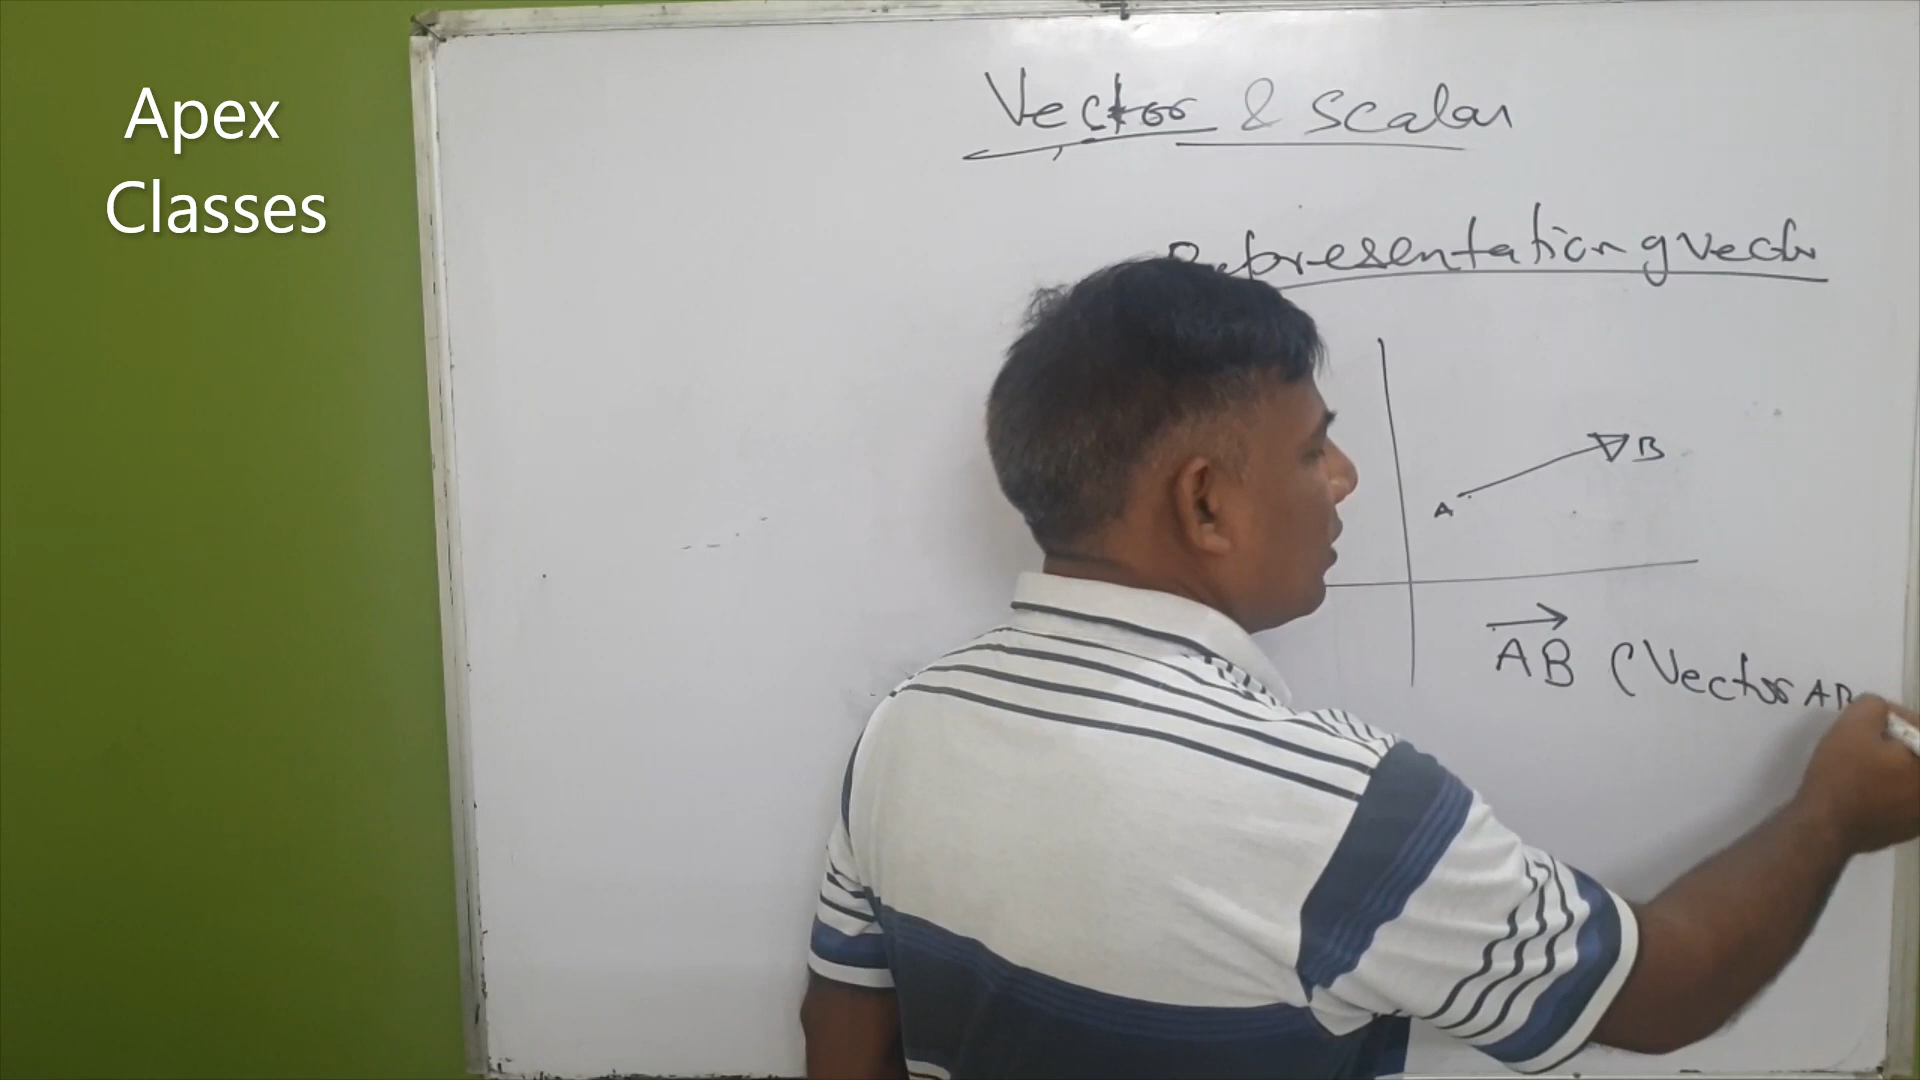 Apex
Classes
Vector & Scalar
Representation of Vector
B
A
AB (Vector AB